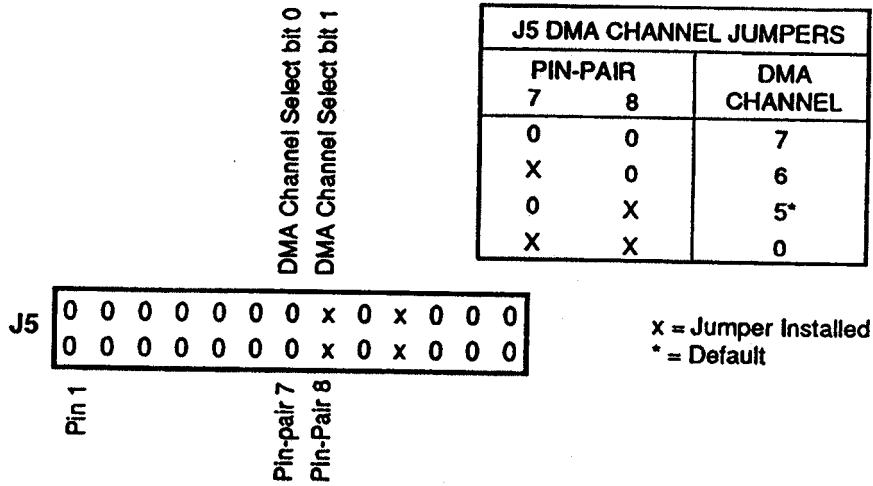 DMA Channel Select bit 0
DMA Channel Select bit 1
J5 DMA CHANNEL JUMPERS
PIN-PAIR DMA
7 8 CHANNEL
0 0 7
X 0 6
0 X 5*
X X 0
J5
0 0 0 0 0 0 0 x 0 x 0 0 0
0 0 0 0 0 0 0 x 0 x 0 0 0
Pin 1
Pin-pair 7
Pin-Pair 8
x = Jumper Installed
* = Default